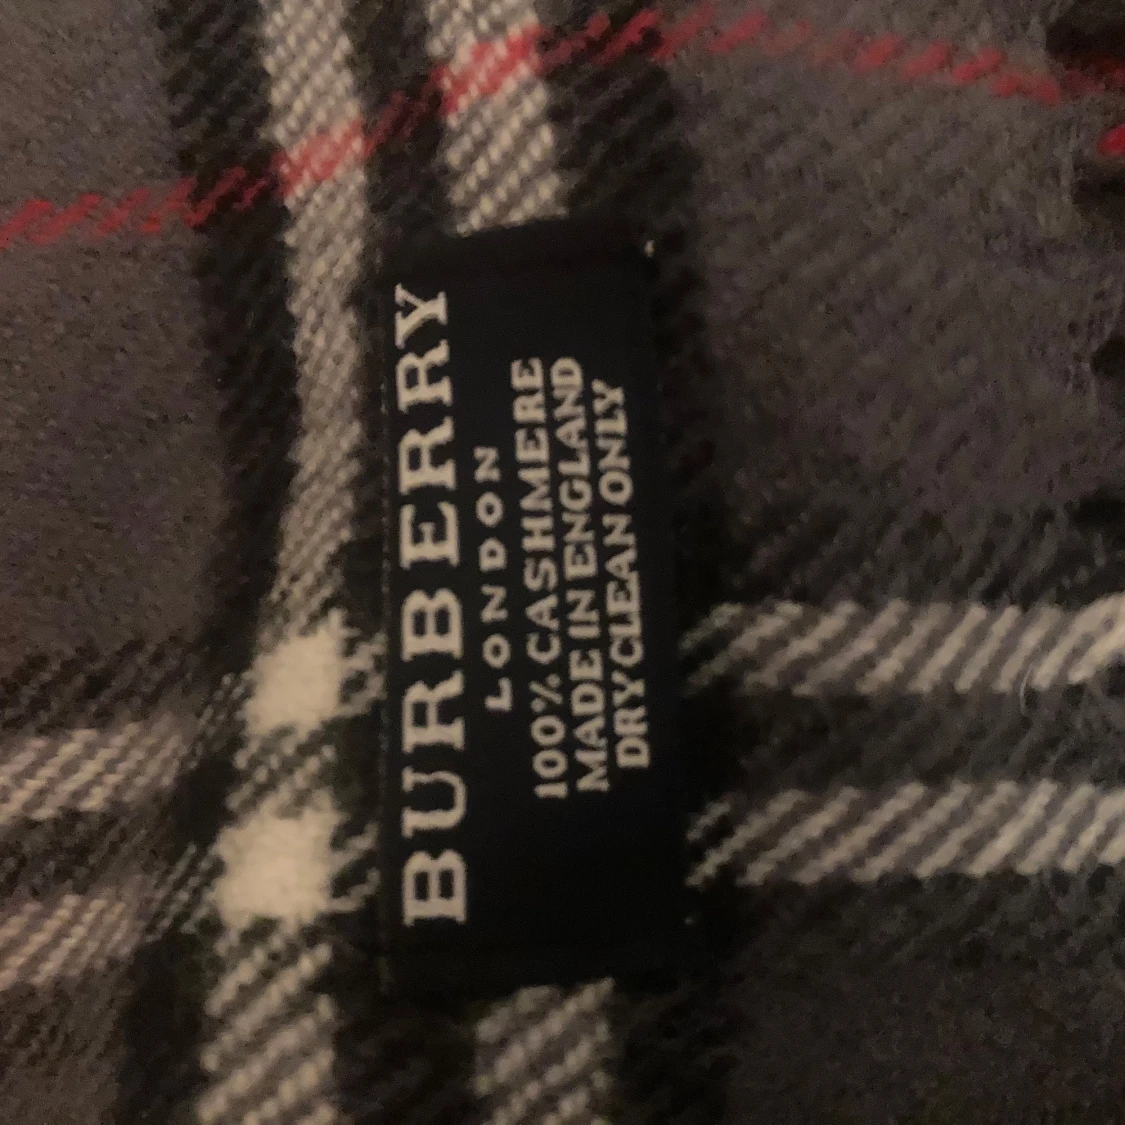 BURBERRY
LONDON
100% CASHMERE
MADE IN ENGLAND
DRY CLEAN ONLY